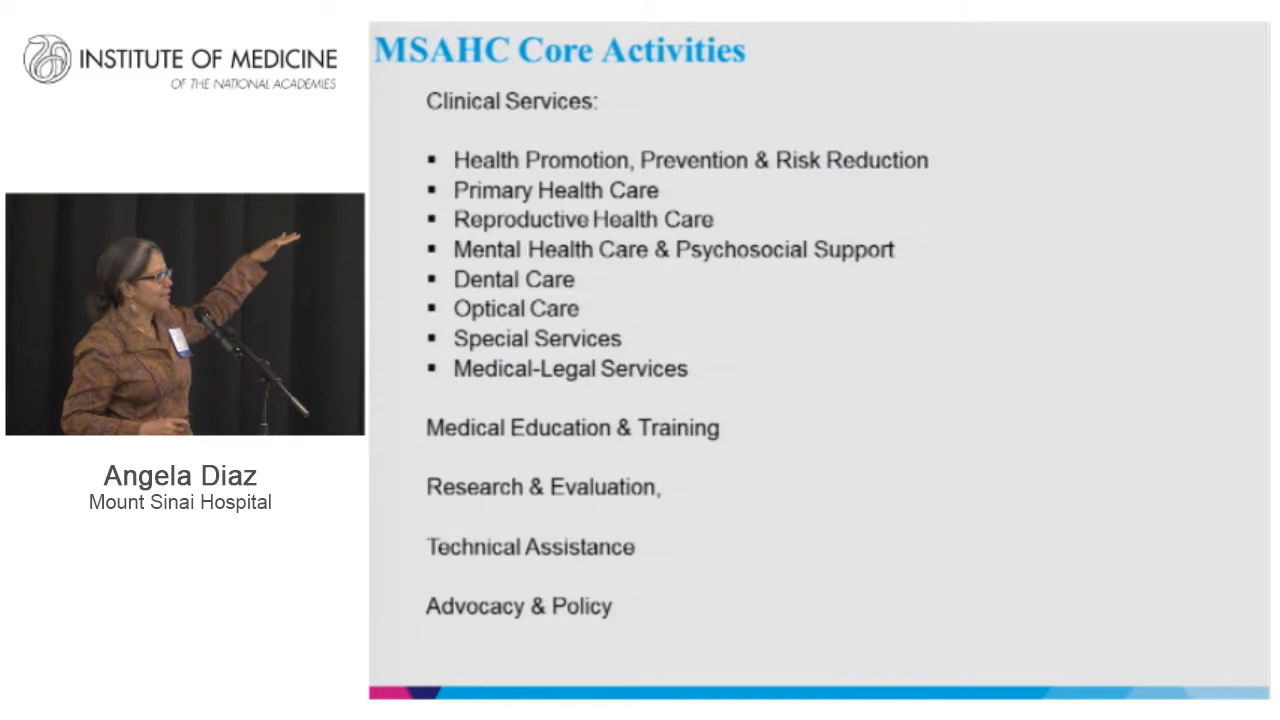 INSTITUTE OF MEDICINE
OF THE NATIONAL ACADEMIES
MSAHC Core Activities
Clinical Services:
▪ Health Promotion, Prevention & Risk Reduction
▪ Primary Health Care
▪ Reproductive Health Care
▪ Mental Health Care & Psychosocial Support
▪ Dental Care
▪ Optical Care
▪ Special Services
▪ Medical-Legal Services
Medical Education & Training
Research & Evaluation,
Technical Assistance
Advocacy & Policy
Angela Diaz
Mount Sinai Hospital